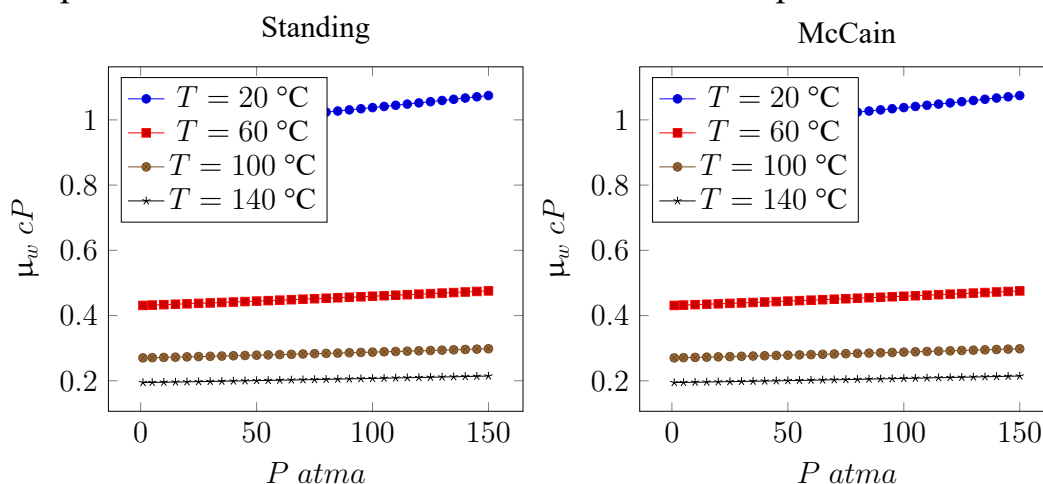 Standing
McCain
T = 20 °C
T = 60 °C
T = 100 °C
T = 140 °C
1
0.8
0.6
0.4
0.2
μw cP
0 50 100 150
P atma
T = 20 °C
T = 60 °C
T = 100 °C
T = 140 °C
1
0.8
0.6
0.4
0.2
μw cP
0 50 100 150
P atma